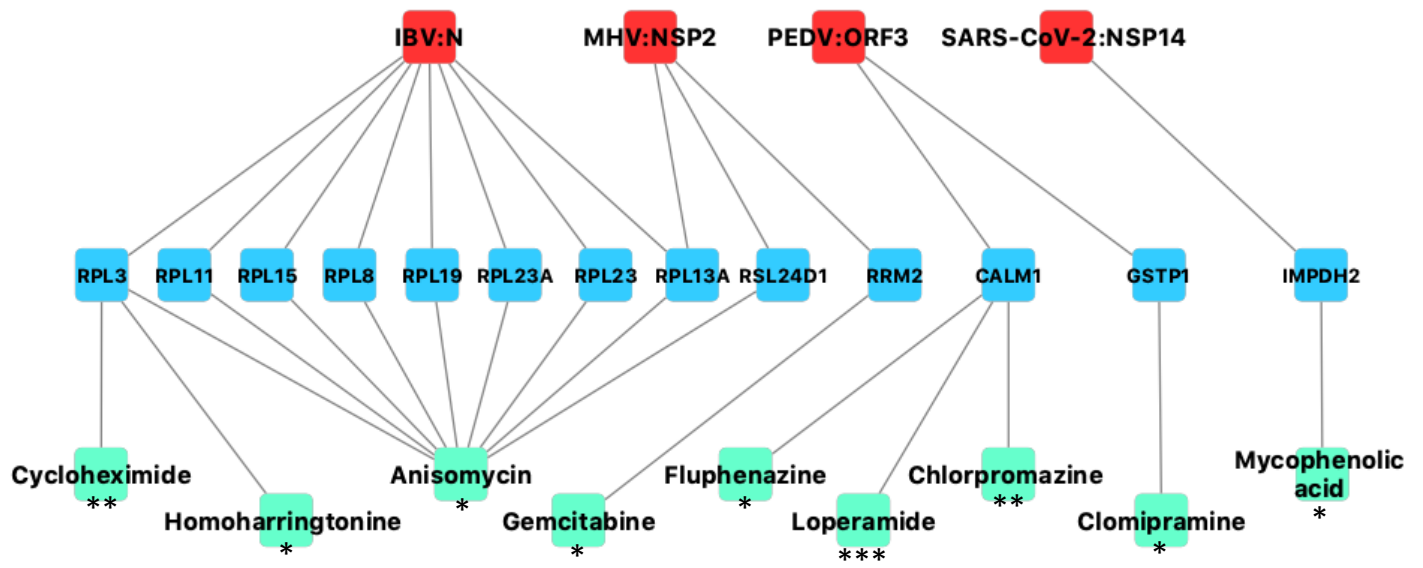 IBV:N
MHV:NSP2
PEDV:ORF3
SARS-CoV-2:NSP14
RPL3
RPL11
RPL15
RPL8
RPL19
RPL23A
RPL23
RPL13A
RSL24D1
RRM2
CALM1
GSTP1
IMPDH2
Cycloheximide
**
Homoharringtonine
*
Anisomycin
*
Gemcitabine
*
Fluphenazine
*
Loperamide
***
Chlorpromazine
**
Clomipramine
*
Mycophenolic
acid
*